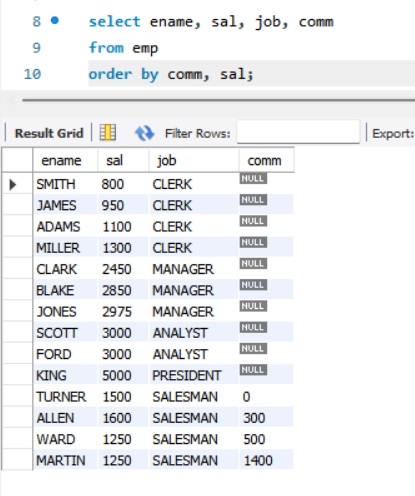 8 select ename, sal, job, comm
9 from emp
10 order by comm, sal;
Result Grid Filter Rows: Export:
ename sal job comm
SMITH 800 CLERK NULL
JAMES 950 CLERK NULL
ADAMS 1100 CLERK NULL
MILLER 1300 CLERK NULL
CLARK 2450 MANAGER NULL
BLAKE 2850 MANAGER NULL
JONES 2975 MANAGER NULL
SCOTT 3000 ANALYST NULL
FORD 3000 ANALYST NULL
KING 5000 PRESIDENT NULL
TURNER 1500 SALESMAN 0
ALLEN 1600 SALESMAN 300
WARD 1250 SALESMAN 500
MARTIN 1250 SALESMAN 1400